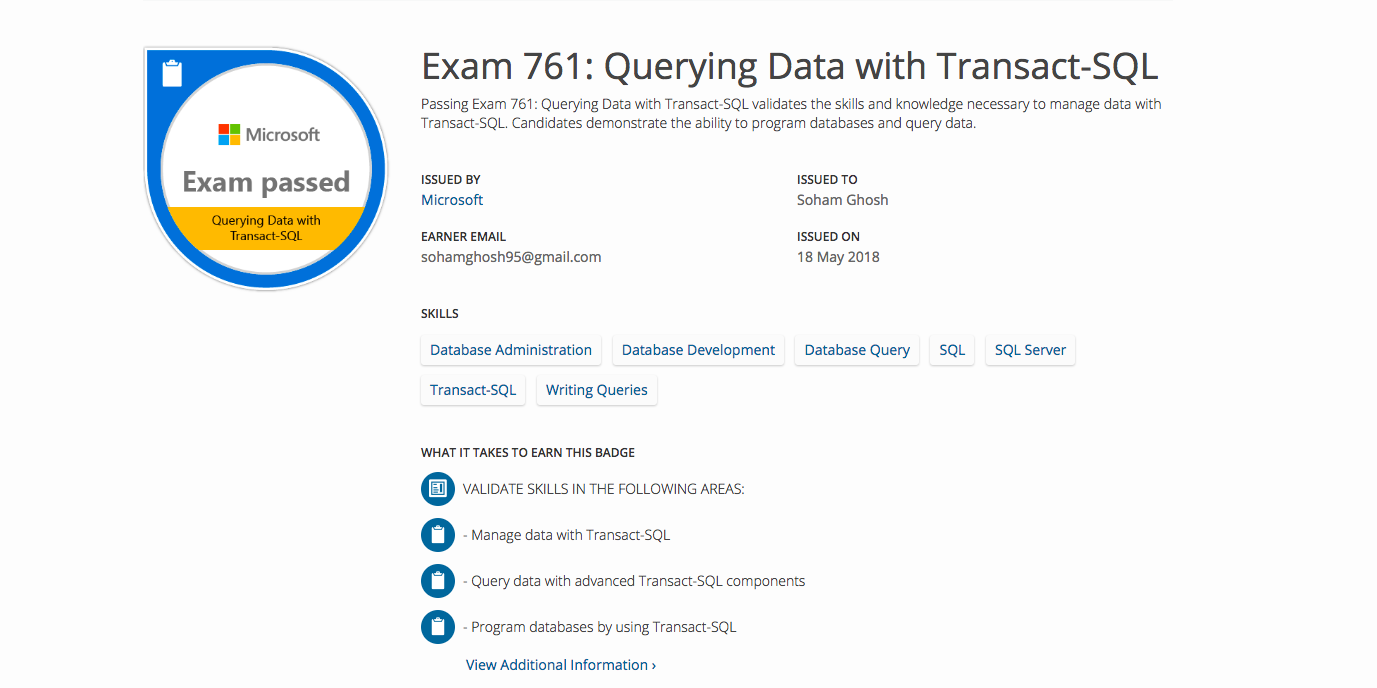 Microsoft
Exam passed
Querying Data with
Transact-SQL
Exam 761: Querying Data with Transact-SQL
Passing Exam 761: Querying Data with Transact-SQL validates the skills and knowledge necessary to manage data with
Transact-SQL. Candidates demonstrate the ability to program databases and query data.
ISSUED BY
Microsoft
ISSUED TO
Soham Ghosh
EARNER EMAIL
sohamghosh95@gmail.com
ISSUED ON
18 May 2018
SKILLS
Database Administration Database Development Database Query SQL SQL Server
Transact-SQL Writing Queries
WHAT IT TAKES TO EARN THIS BADGE
VALIDATE SKILLS IN THE FOLLOWING AREAS:
- Manage data with Transact-SQL
- Query data with advanced Transact-SQL components
- Program databases by using Transact-SQL
View Additional Information ›